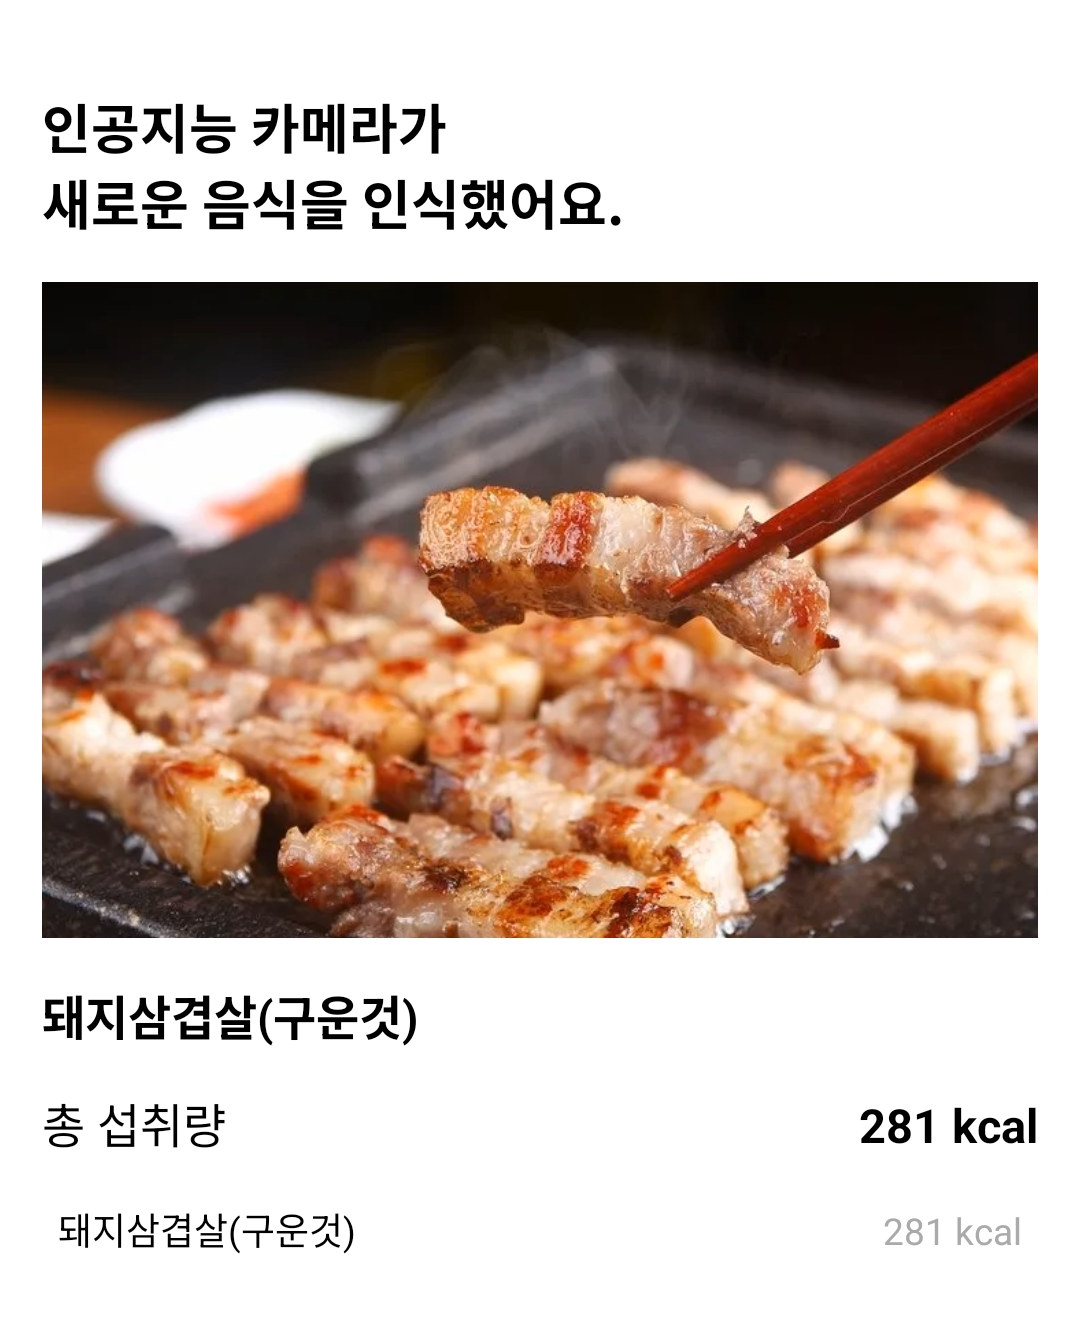 인공지능 카메라가
새로운 음식을 인식했어요.
돼지삼겹살(구운것)
총 섭취량 281 kcal
돼지삼겹살(구운것) 281 kcal